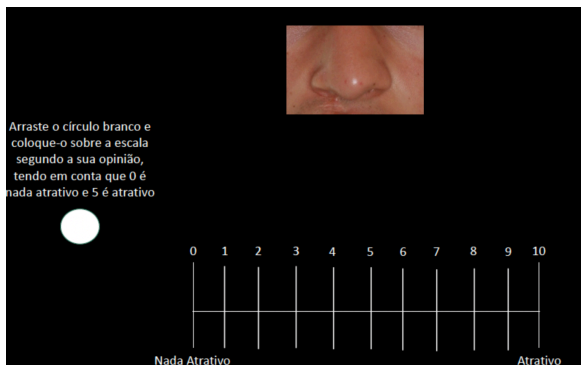 Arraste o círculo branco e
coloque-o sobre a escala
segundo a sua opinião,
tendo em conta que 0 é
nada atrativo e 5 é atrativo
0 1 2 3 4 5 6 7 8 9 10
Nada Atrativo Atrativo